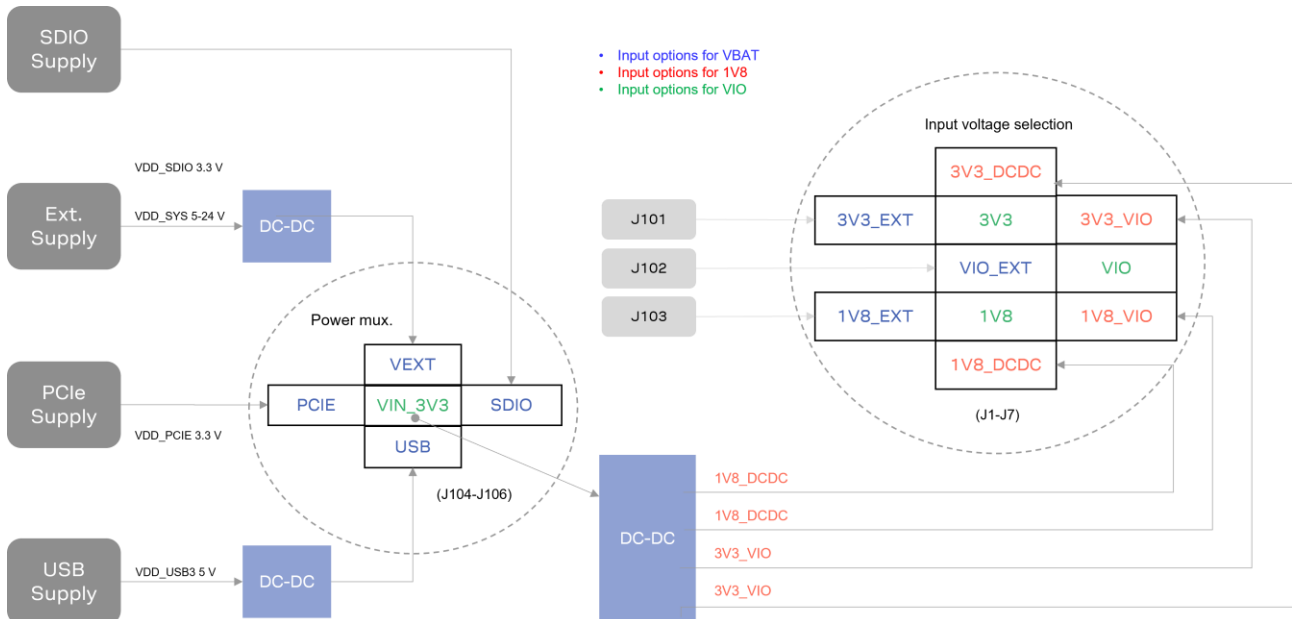 SDIO
Supply
• Input options for VBAT
• Input options for 1V8
• Input options for VIO
Input voltage selection
VDD_SDIO 3.3 V
3V3_DCDC
Ext.
Supply
VDD_SYS 5-24 V
DC-DC
J101
3V3_EXT
3V3
3V3_VIO
J102
VIO_EXT
VIO
J103
1V8_EXT
1V8
1V8_VIO
Power mux.
VEXT
1V8_DCDC
PCIe
Supply
PCIE
VIN_3V3
SDIO
(J1-J7)
VDD_PCIE 3.3 V
USB
(J104-J106)
1V8_DCDC
1V8_DCDC
DC-DC
3V3_VIO
3V3_VIO
USB
Supply
VDD_USB3 5 V
DC-DC